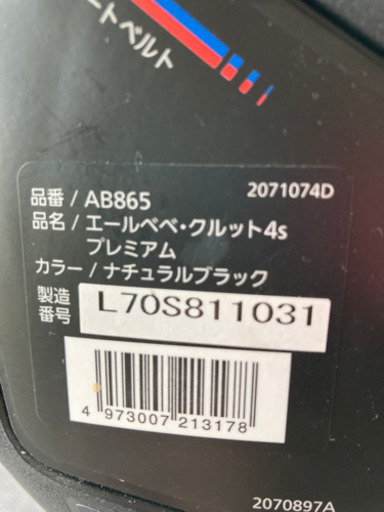 ートベルト
品番 / AB865 2071074D
品名 / エールベベ・クルット4s
プレミアム
カラー / ナチュラルブラック
製造
番号 L70S811031
4 973007 213178
2070897A